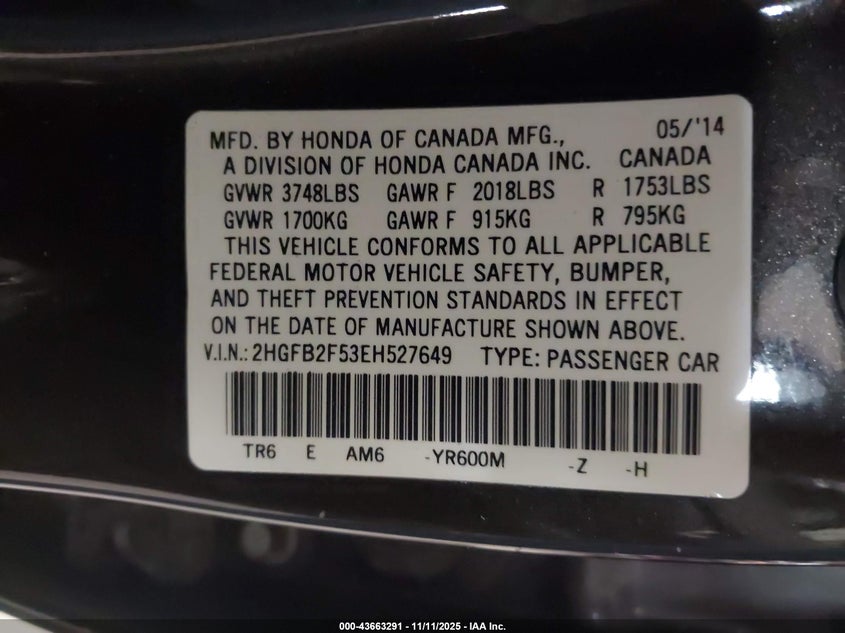 MFD. BY HONDA OF CANADA MFG., 05/'14
A DIVISION OF HONDA CANADA INC. CANADA
GVWR 3748LBS GAWR F 2018LBS R 1753LBS
GVWR 1700KG GAWR F 915KG R 795KG
THIS VEHICLE CONFORMS TO ALL APPLICABLE
FEDERAL MOTOR VEHICLE SAFETY, BUMPER,
AND THEFT PREVENTION STANDARDS IN EFFECT
ON THE DATE OF MANUFACTURE SHOWN ABOVE.
V.I.N.: 2HGFB2F53EH527649 TYPE: PASSENGER CAR
TR6 E AM6 -YR600M -Z -H
000-43663291 - 11/11/2025 - IAA Inc.